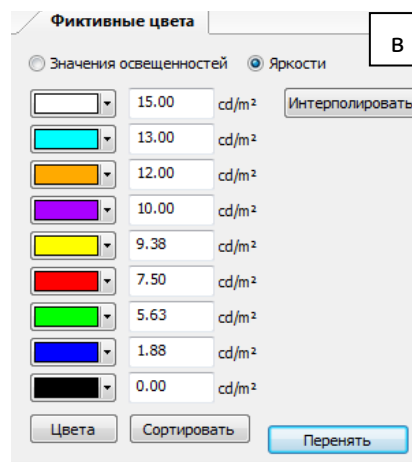 Фиктивные цвета
в
Значения освещенностей Яркости
15.00 cd/m² Интерполировать
13.00 cd/m²
12.00 cd/m²
10.00 cd/m²
9.38 cd/m²
7.50 cd/m²
5.63 cd/m²
1.88 cd/m²
0.00 cd/m²
Цвета Сортировать Перенять